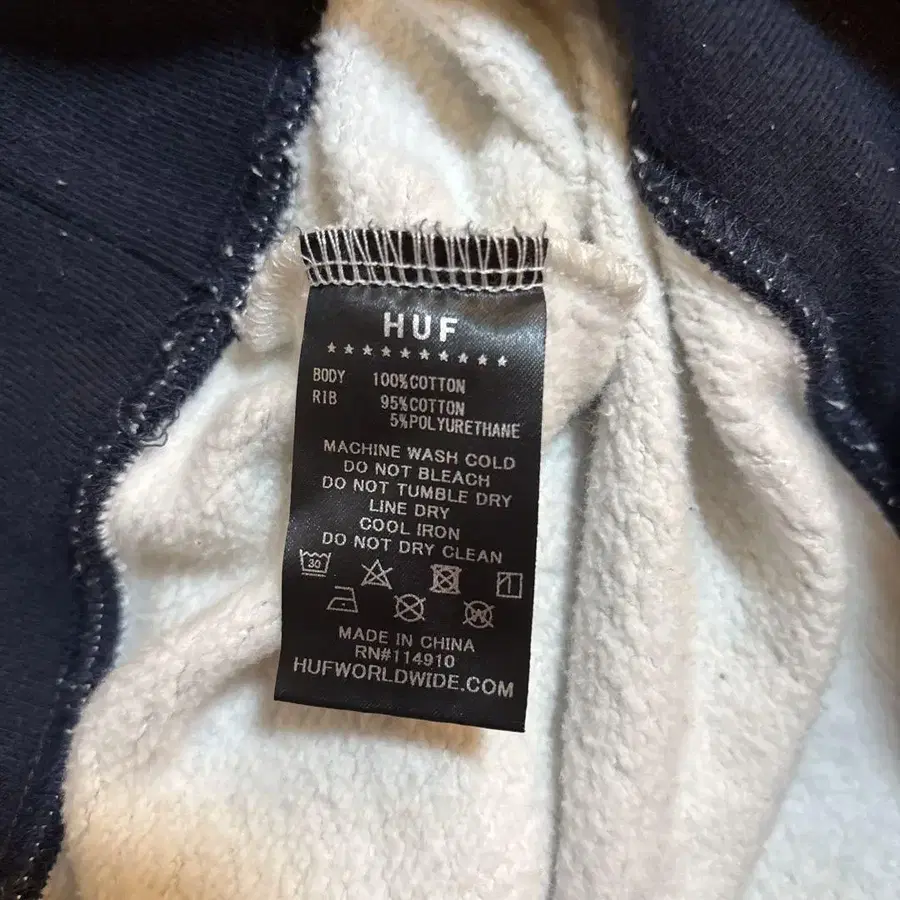 HUF
★★★★★★★★★★
BODY 100%COTTON
RIB 95%COTTON
5%POLYURETHANE
MACHINE WASH COLD
DO NOT BLEACH
DO NOT TUMBLE DRY
LINE DRY
COOL IRON
DO NOT DRY CLEAN
30
W
MADE IN CHINA
RN#114910
HUFWORLDWIDE.COM